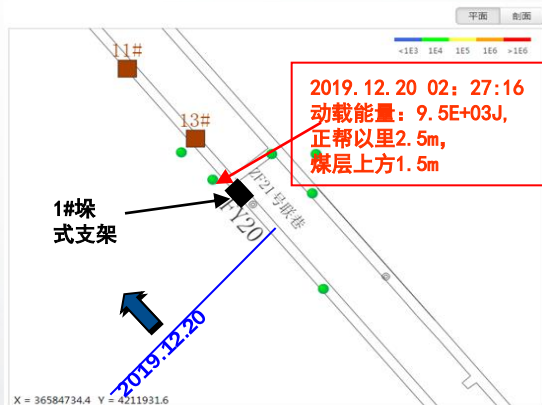 平面 剖面
<1E3 1E4 1E5 1E6 >1E6
11#
2019.12.20 02：27:16
动载能量：9.5E+03J,
正帮以里2.5m，
煤层上方1.5m
13#
ZF21号联巷
1#垛
式支架
FY20
2019.12.20
X = 36584734.4 Y = 4211931.6